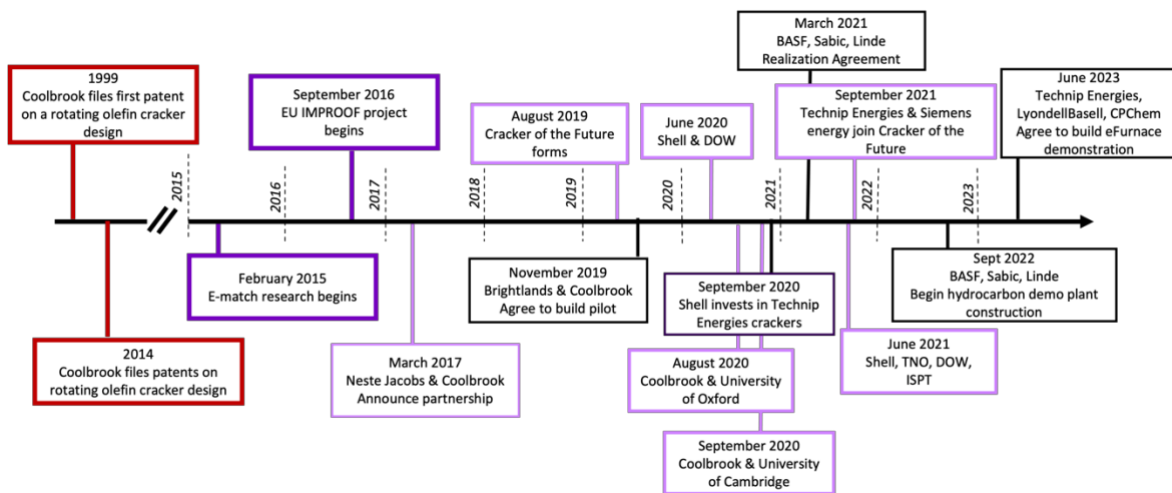 March 2021
BASF, Sabic, Linde
Realization Agreement
1999
Coolbrook files first patent
on a rotating olefin cracker
design
September 2016
EU IMPROOF project
begins
August 2019
Cracker of the Future
forms
June 2020
Shell & DOW
September 2021
Technip Energies & Siemens
energy join Cracker of the
Future
June 2023
Technip Energies,
LyondellBasell, CPChem
Agree to build eFurnace
demonstration
2015
2016
2017
2018
2019
2020
2021
2022
2023
February 2015
E-match research begins
November 2019
Brightlands & Coolbrook
Agree to build pilot
September 2020
Shell invests in Technip
Energies crackers
Sept 2022
BASF, Sabic, Linde
Begin hydrocarbon demo plant
construction
2014
Coolbrook files patents on
rotating olefin cracker design
March 2017
Neste Jacobs & Coolbrook
Announce partnership
August 2020
Coolbrook & University
of Oxford
June 2021
Shell, TNO, DOW,
ISPT
September 2020
Coolbrook & University
of Cambridge